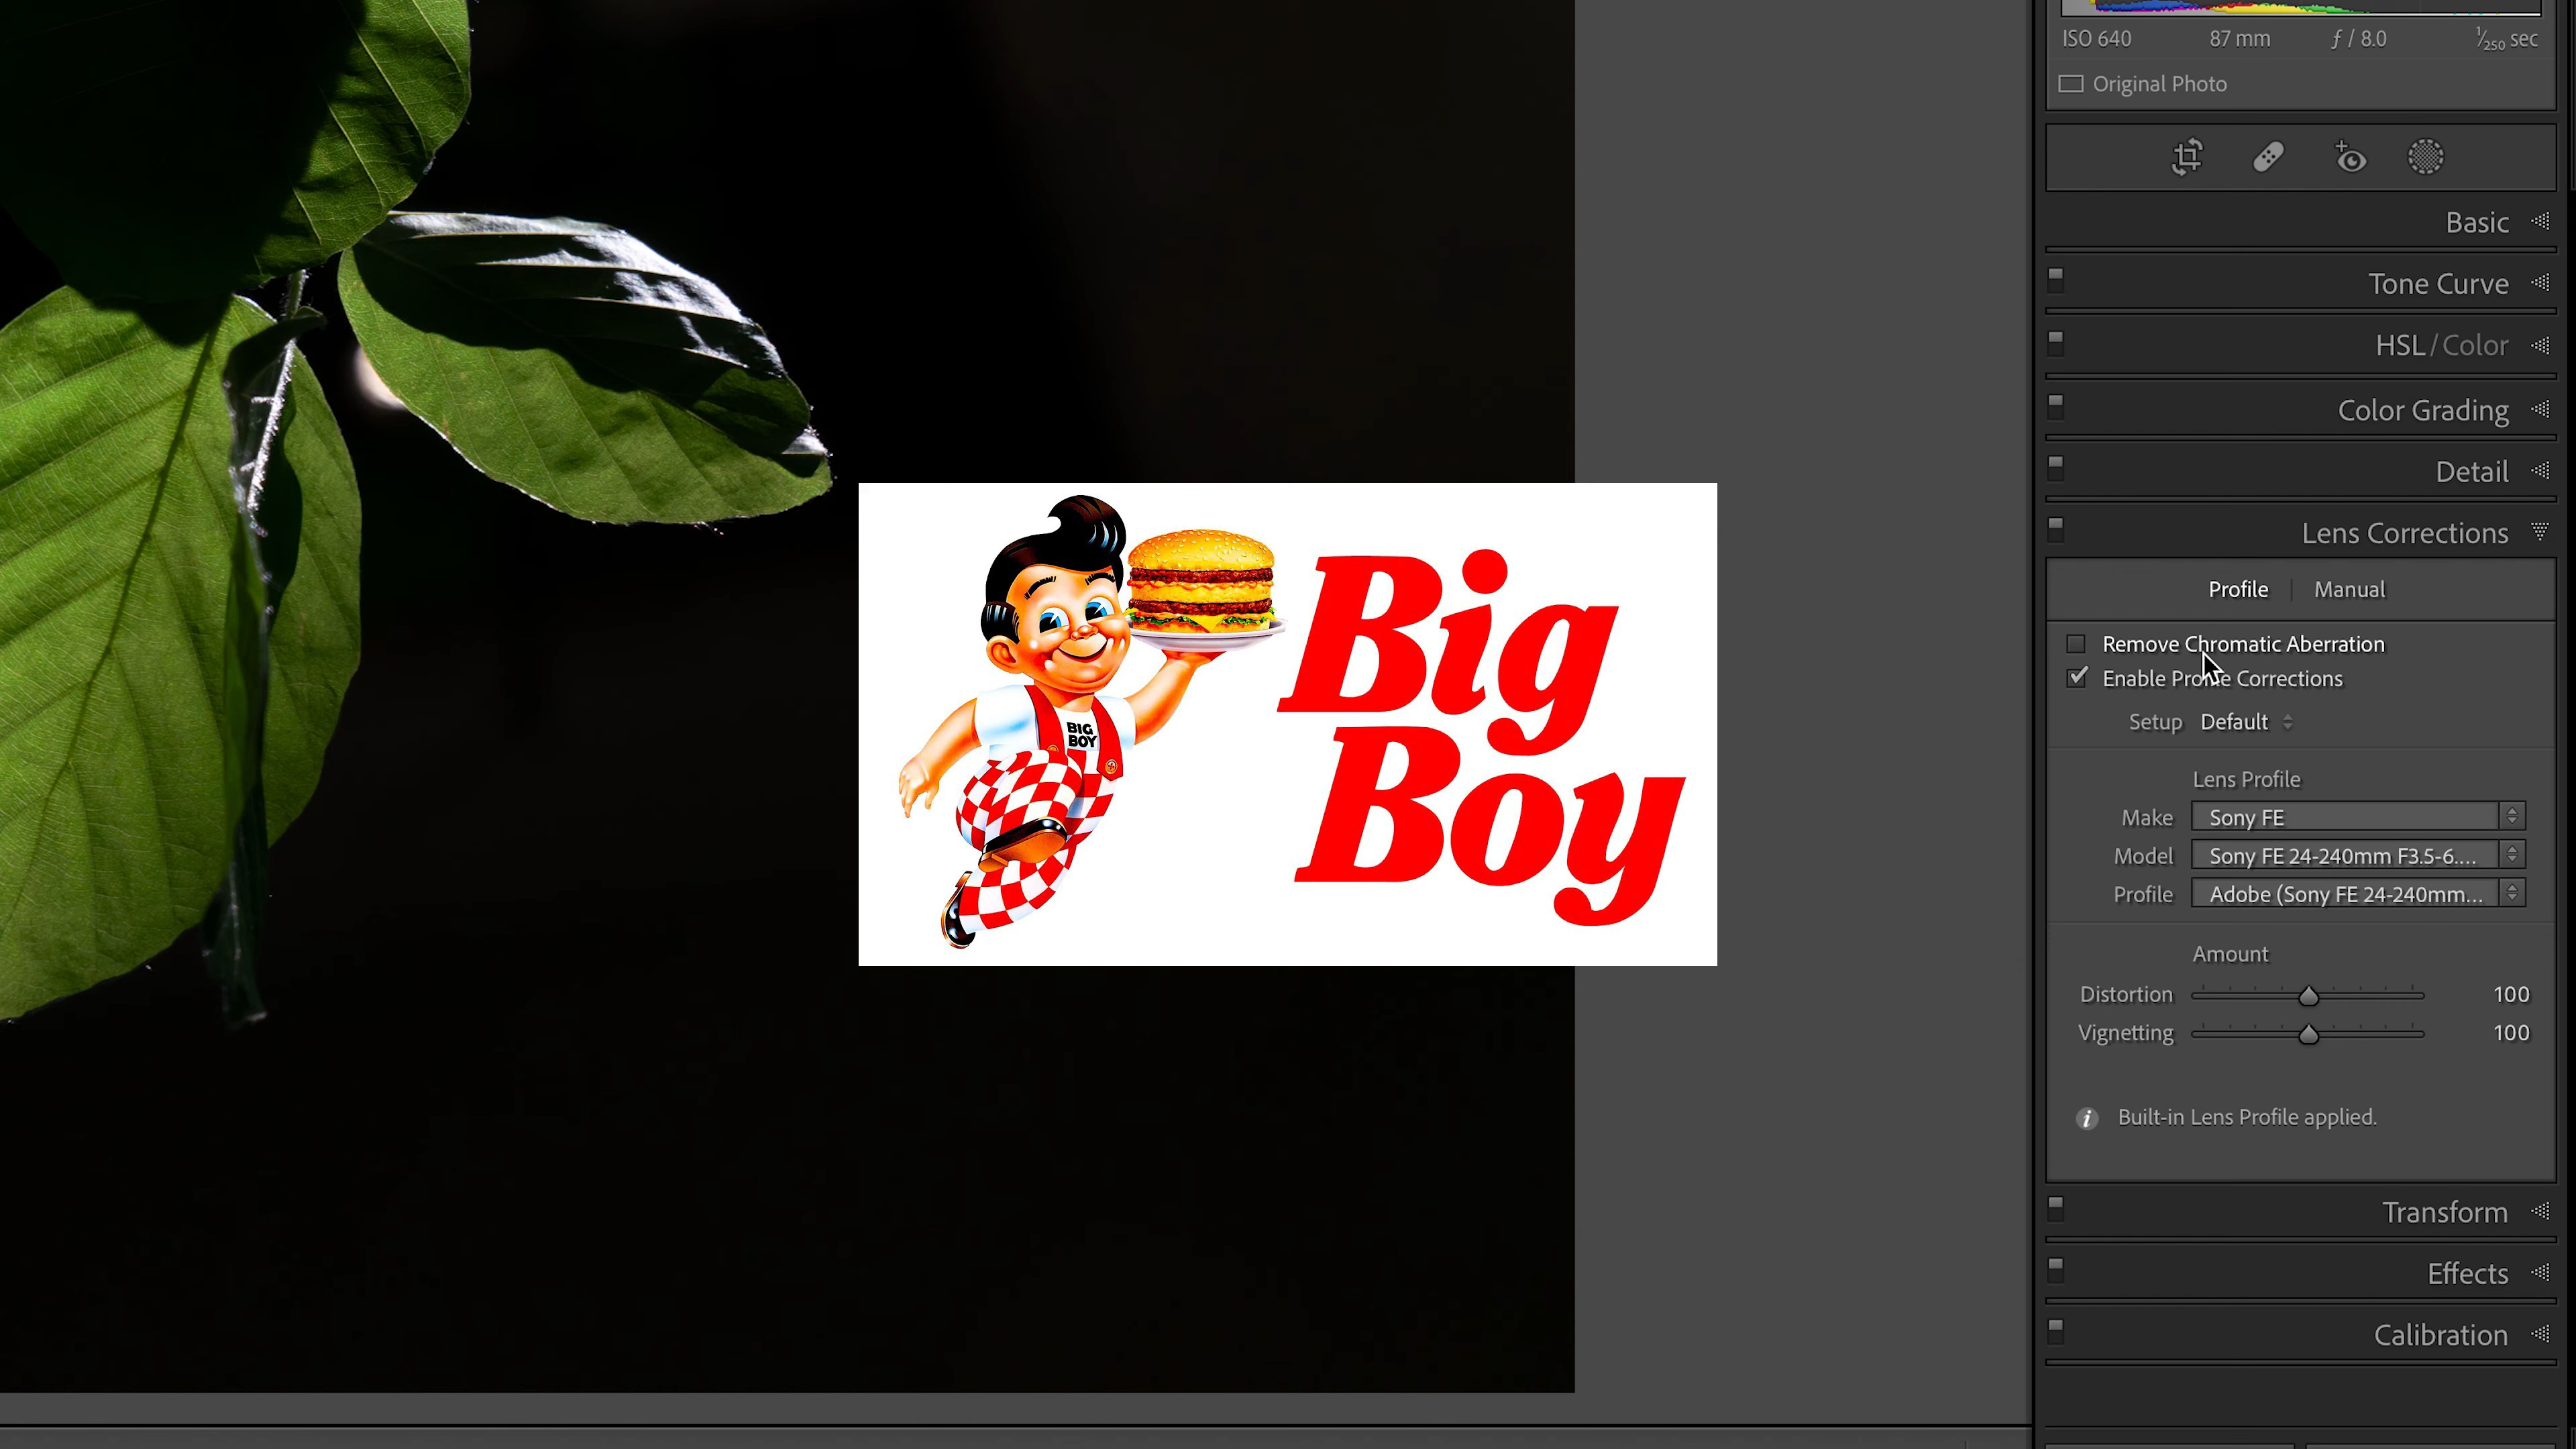 ISO 640 87 mm ƒ / 8.0 1/250 sec
Original Photo
Basic
Tone Curve
HSL / Color
Color Grading
Detail
Lens Corrections
Profile | Manual
Remove Chromatic Aberration
Enable Profile Corrections
Setup Default
Lens Profile
Make Sony FE
Model Sony FE 24-240mm F3.5-6....
Profile Adobe (Sony FE 24-240mm...
Amount
Distortion 100
Vignetting 100
Built-in Lens Profile applied.
Transform
Effects
Calibration
Big
Boy
BIG
BOY